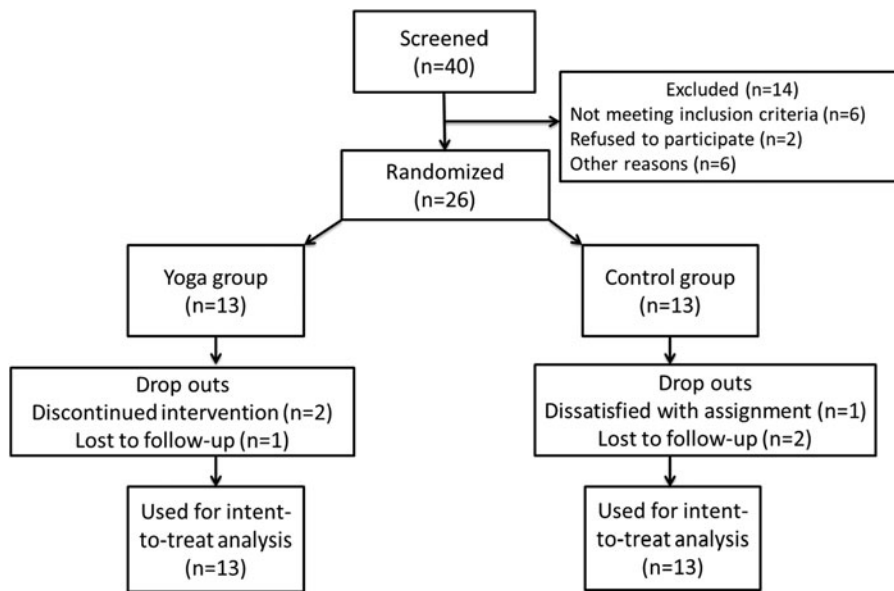 Screened
(n=40)
Excluded (n=14)
Not meeting inclusion criteria (n=6)
Refused to participate (n=2)
Other reasons (n=6)
Randomized
(n=26)
Yoga group
(n=13)
Control group
(n=13)
Drop outs
Discontinued intervention (n=2)
Lost to follow-up (n=1)
Drop outs
Dissatisfied with assignment (n=1)
Lost to follow-up (n=2)
Used for intent-
to-treat analysis
(n=13)
Used for intent-
to-treat analysis
(n=13)